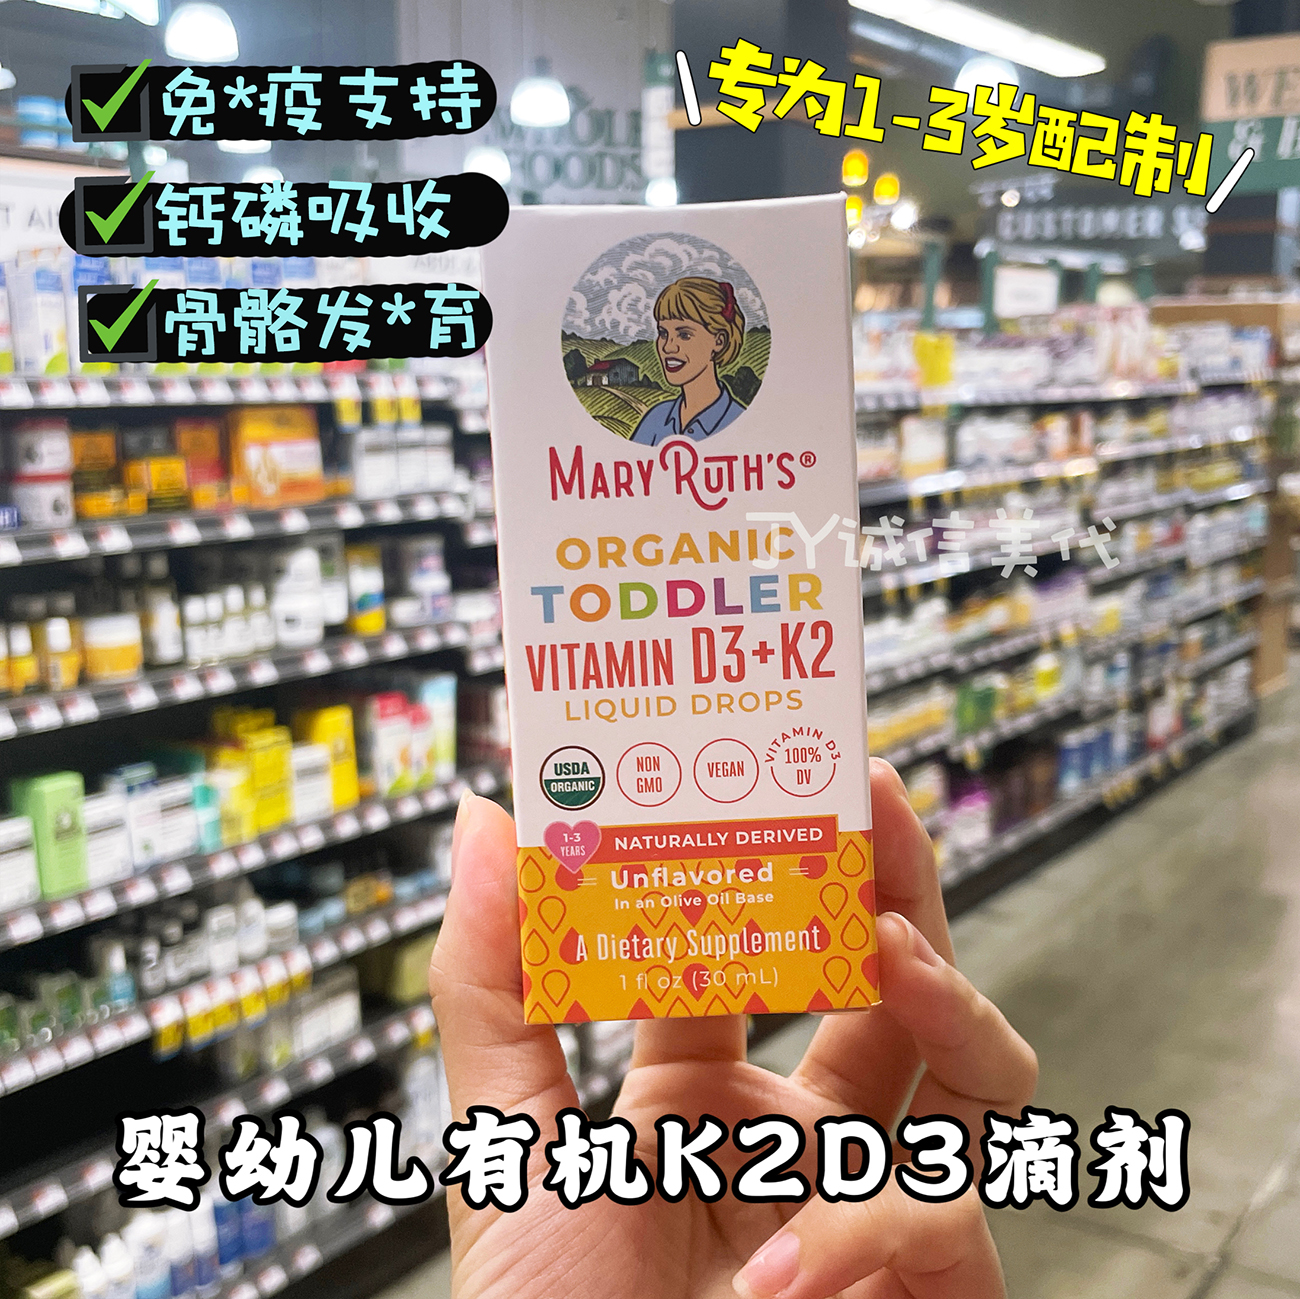 免*疫支持
钙磷吸收
骨骼发*育
专为1-3岁配制
WHOLE
FOODS
CUSTOMER S
MARY RUTH'S®
ORGANIC
JY诚信美代
TODDLER
VITAMIN D3+K2
LIQUID DROPS
USDA
ORGANIC
NON
GMO
VEGAN
VITAMIN D3
100%
DV
1-3
YEARS
NATURALLY DERIVED
Unflavored
In an Olive Oil Base
A Dietary Supplement
1 fl oz (30 mL)
婴幼儿有机K2D3滴剂